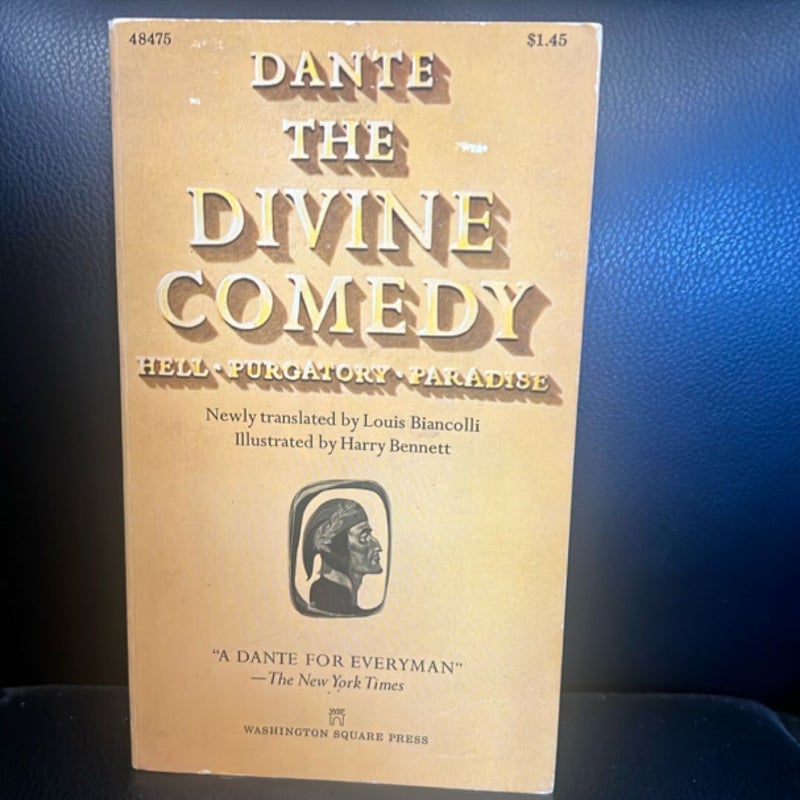 48475
$1.45
DANTE
THE
DIVINE
COMEDY
HELL • PURGATORY • PARADISE
Newly translated by Louis Biancolli
Illustrated by Harry Bennett
"A DANTE FOR EVERYMAN"
—The New York Times
WASHINGTON SQUARE PRESS